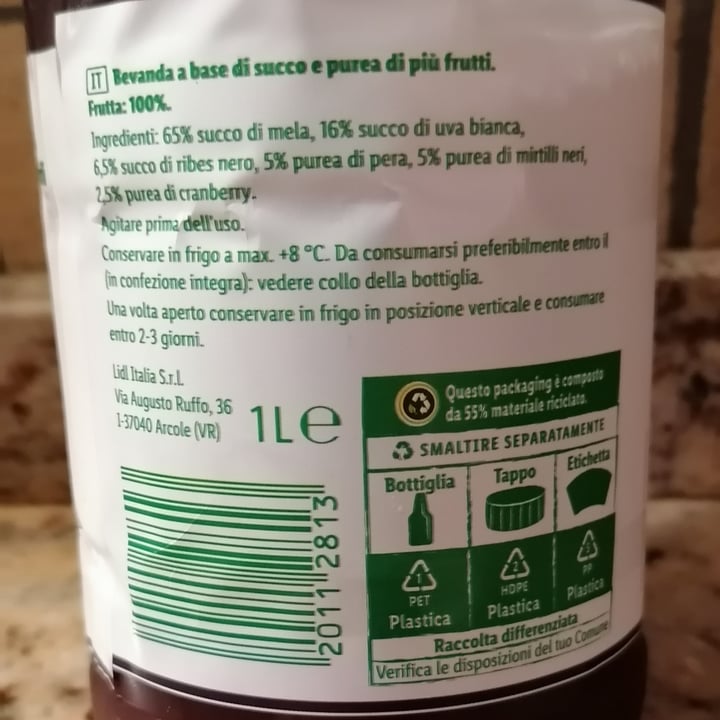 IT Bevanda a base di succo e purea di più frutti.
Frutta: 100%.
Ingredienti: 65% succo di mela, 16% succo di uva bianca,
6,5% succo di ribes nero, 5% purea di pera, 5% purea di mirtilli neri,
2,5% purea di cranberry.
Agitare prima dell'uso.
Conservare in frigo a max. +8 °C. Da consumarsi preferibilmente entro il
(in confezione integra): vedere collo della bottiglia.
Una volta aperto conservare in frigo in posizione verticale e consumare
entro 2-3 giorni.
Lidl Italia S.r.l.
Via Augusto Ruffo, 36
I-37040 Arcole (VR)
1L e
2011 2813
Questo packaging è composto
da 55% materiale riciclato.
SMALTIRE SEPARATAMENTE
Bottiglia Tappo Etichetta
1 2 5
PET HDPE PP
Plastica Plastica Plastica
Raccolta differenziata
Verifica le disposizioni del tuo Comune